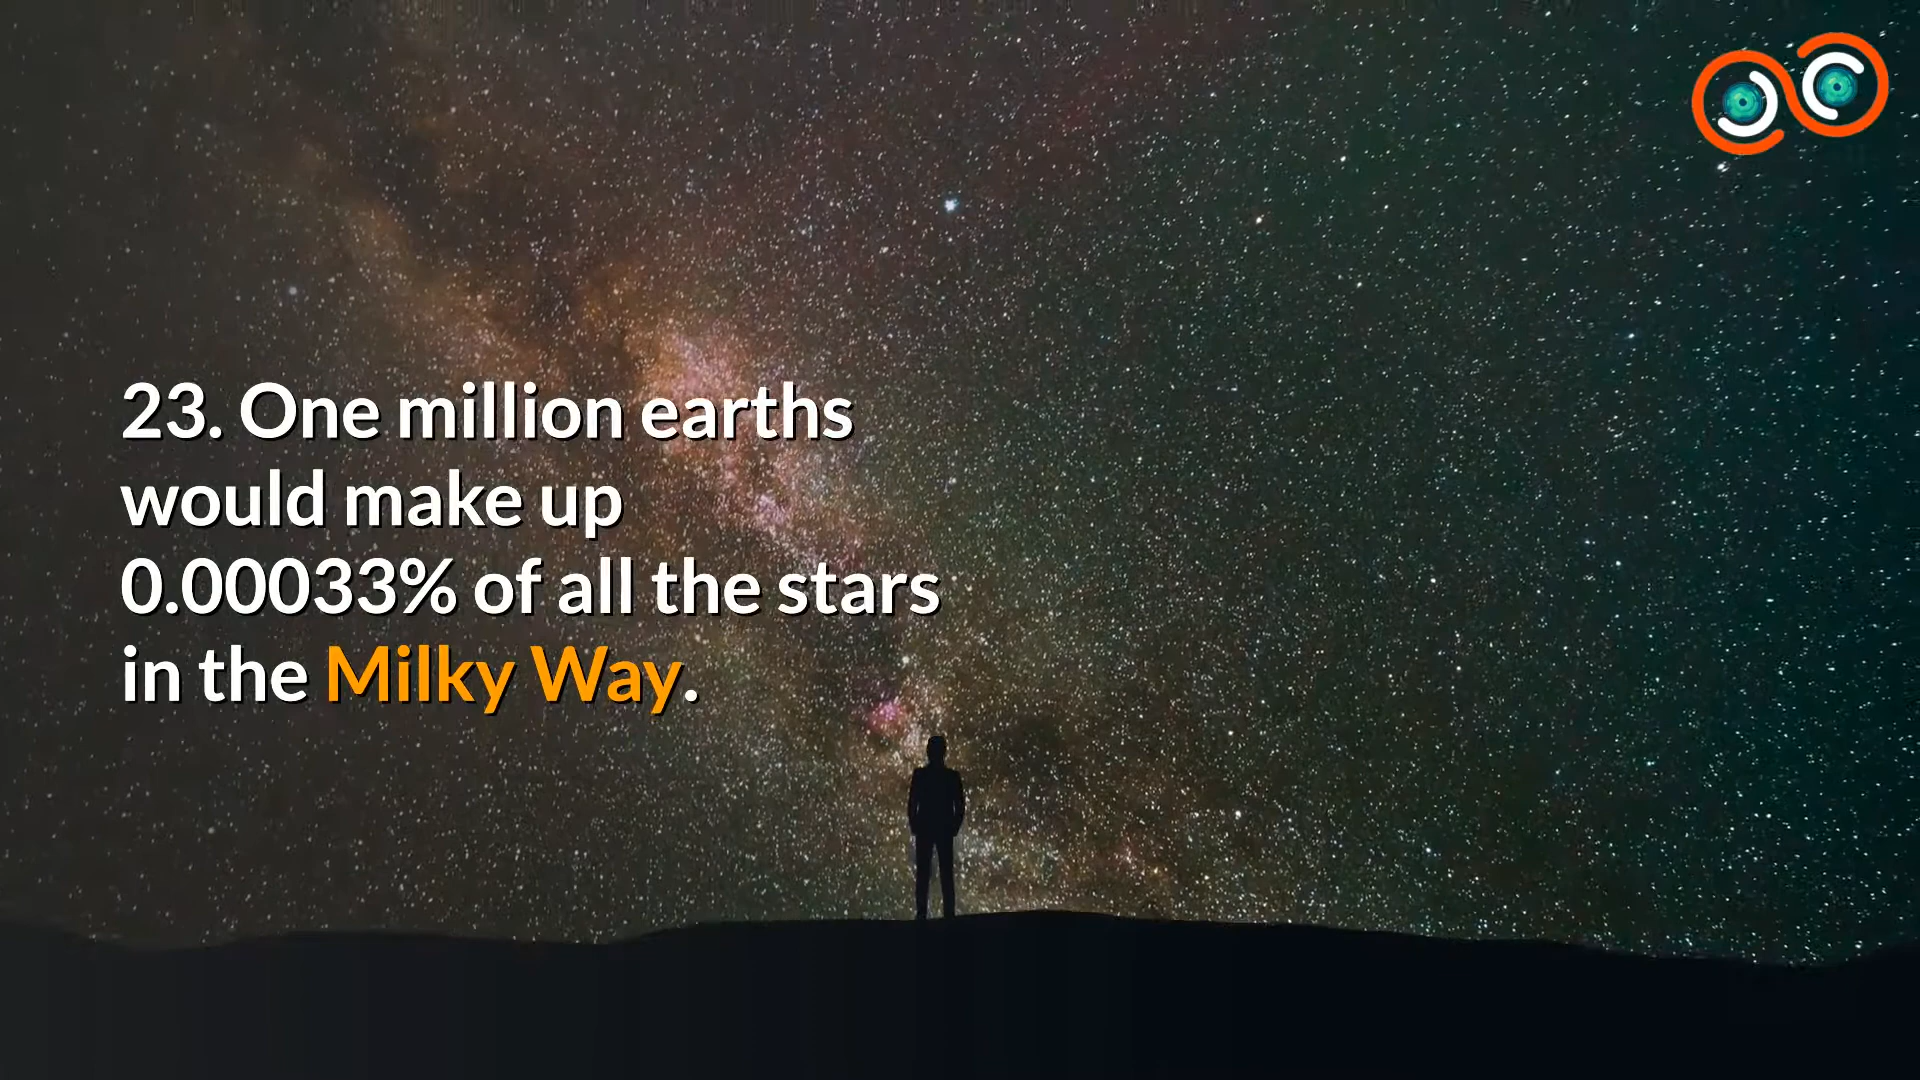 23. One million earths
would make up
0.00033% of all the stars
in the Milky Way.